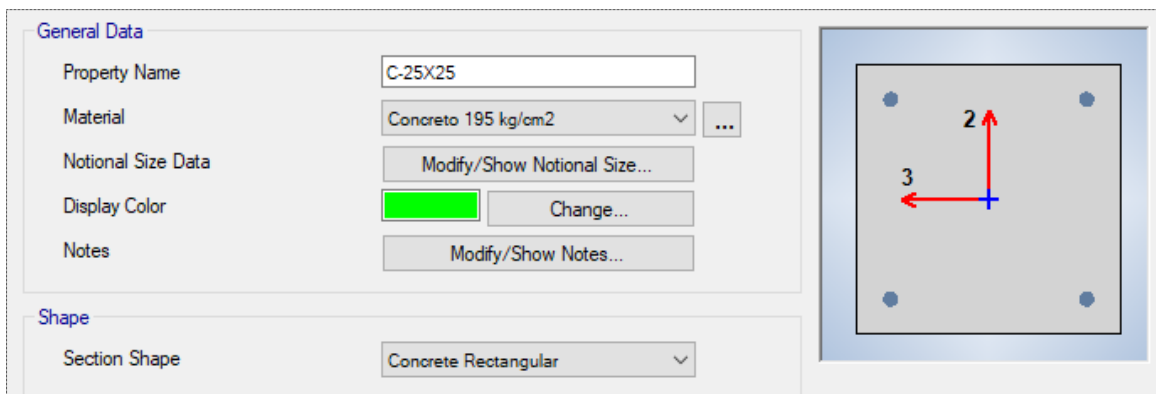 General Data
Property Name C-25X25
Material Concreto 195 kg/cm2 ...
Notional Size Data Modify/Show Notional Size...
Display Color Change...
Notes Modify/Show Notes...
Shape
Section Shape Concrete Rectangular
2
3